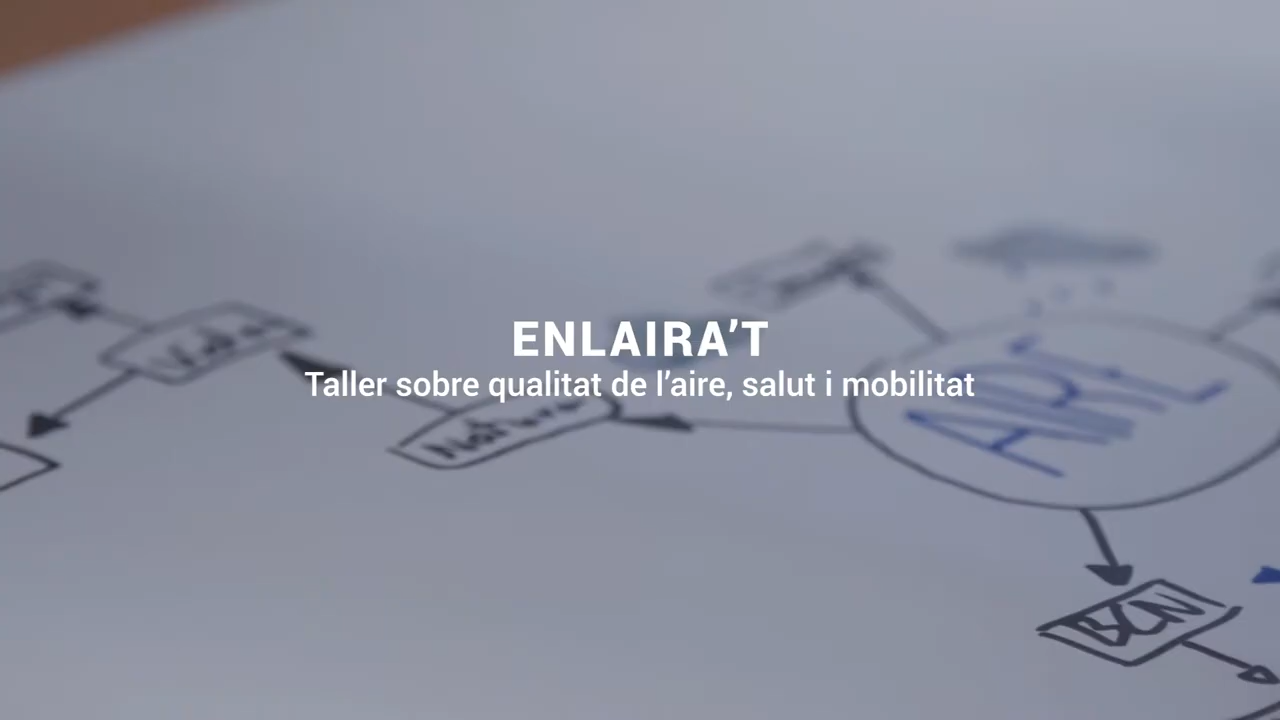 ENLAIRA’T
Taller sobre qualitat de l’aire, salut i mobilitat
AIRE
BCN